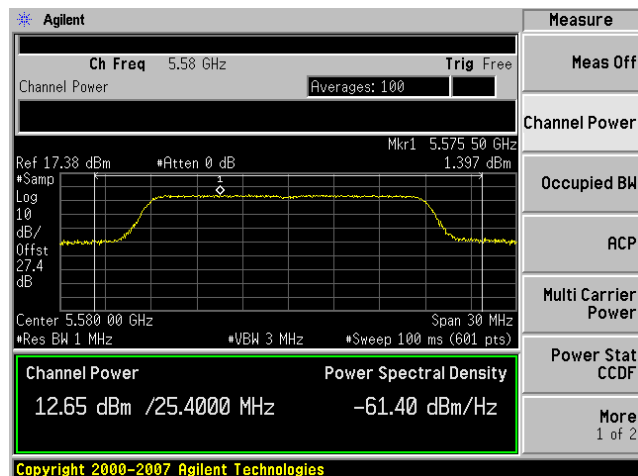 Agilent
Measure
Ch Freq 5.58 GHz Trig Free
Meas Off
Channel Power Averages: 100
Channel Power
Mkr1 5.575 50 GHz
Ref 17.38 dBm #Atten 0 dB 1.397 dBm
#Samp
1
Occupied BW
Log
10
dB/
Offst
27.4
dB
ACP
Multi Carrier
Power
Center 5.580 00 GHz Span 30 MHz
#Res BW 1 MHz #VBW 3 MHz #Sweep 100 ms (601 pts)
Power Stat
CCDF
Channel Power Power Spectral Density
12.65 dBm /25.4000 MHz -61.40 dBm/Hz
More
1 of 2
Copyright 2000-2007 Agilent Technologies